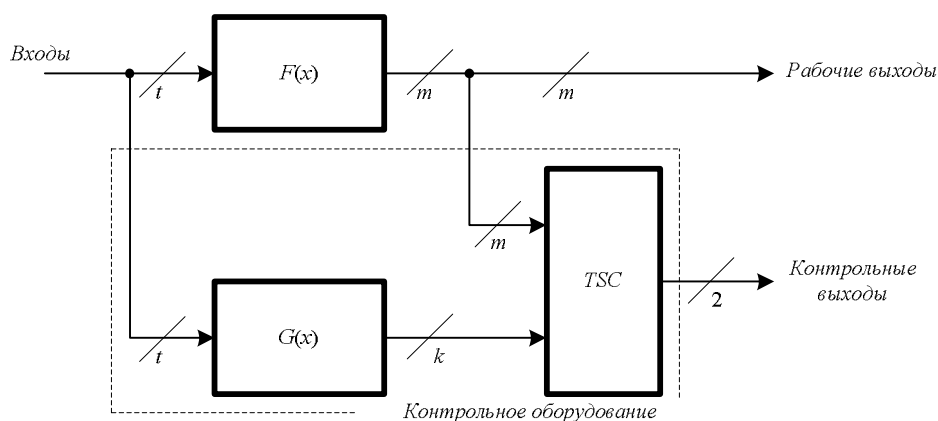 Входы
t
F(x)
m
m
Рабочие выходы
m
TSC
2
Контрольные
выходы
t
G(x)
k
Контрольное оборудование